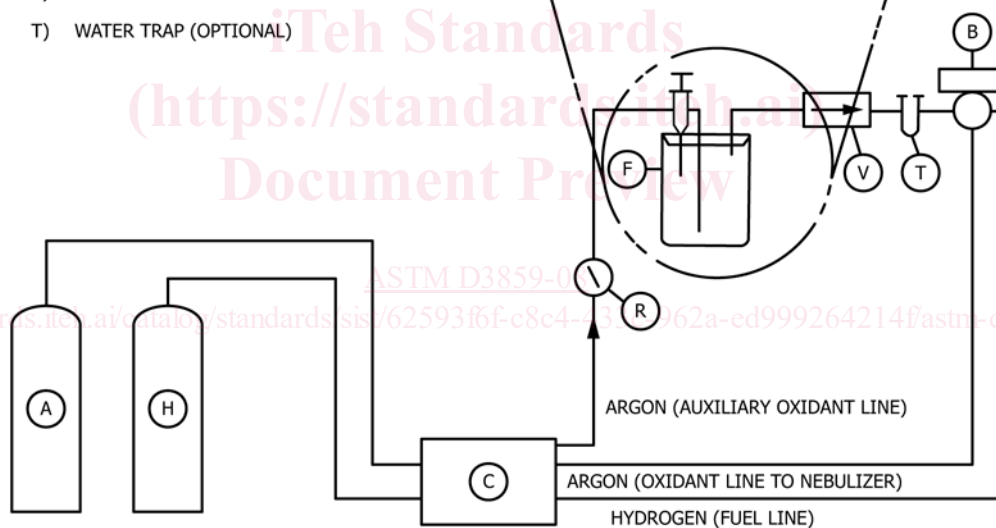 T) WATER TRAP (OPTIONAL)
iTeh Standards
(https://standards.iteh.ai)
Document Preview
B
F
V
T
ASTM D3859-08
R
A
H
ARGON (AUXILIARY OXIDANT LINE)
C
ARGON (OXIDANT LINE TO NEBULIZER)
HYDROGEN (FUEL LINE)